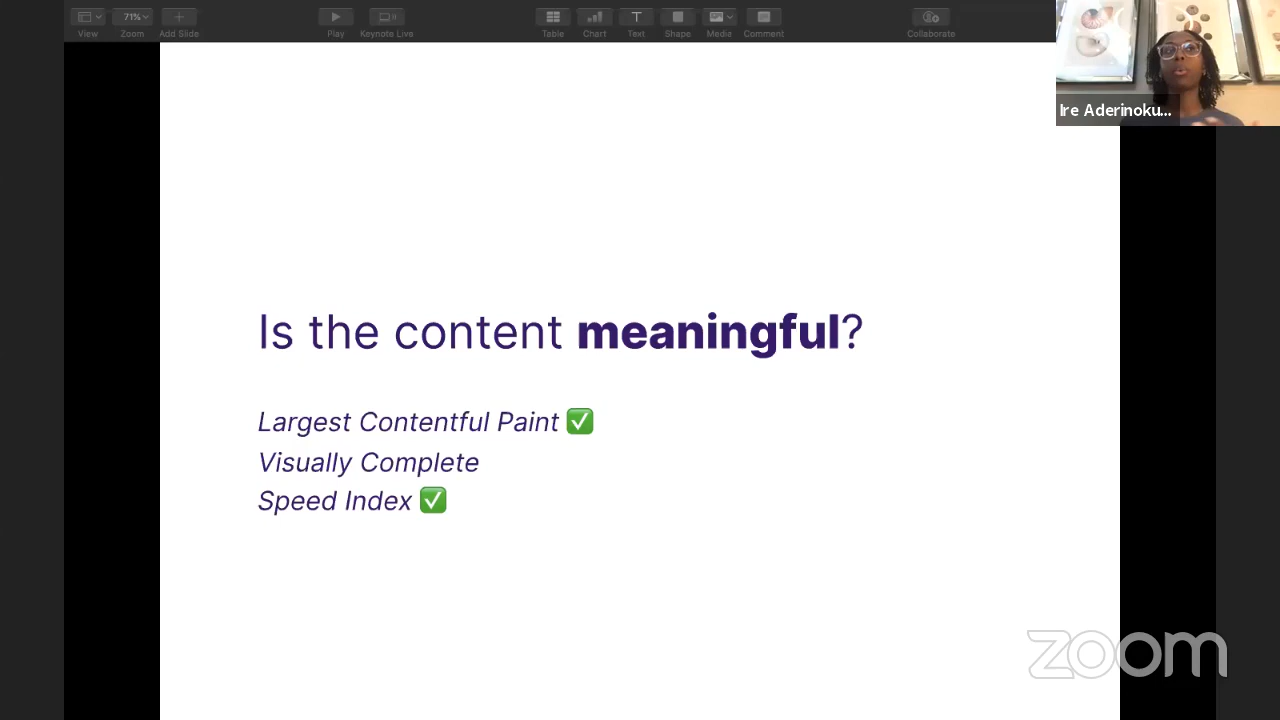 71%
View
Zoom
Add Slide
Play
Keynote Live
Table
Chart
Text
Shape
Media
Comment
Collaborate
Ire Aderinoku...
Is the content meaningful?
Largest Contentful Paint ✅
Visually Complete
Speed Index ✅
zoom